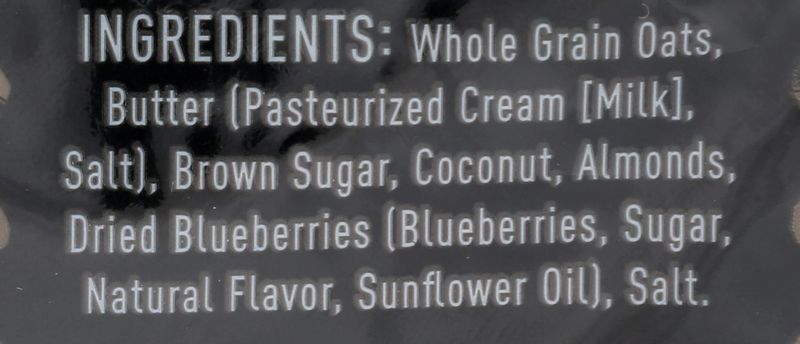 INGREDIENTS: Whole Grain Oats,
Butter (Pasteurized Cream [Milk],
Salt), Brown Sugar, Coconut, Almonds,
Dried Blueberries (Blueberries, Sugar,
Natural Flavor, Sunflower Oil), Salt.